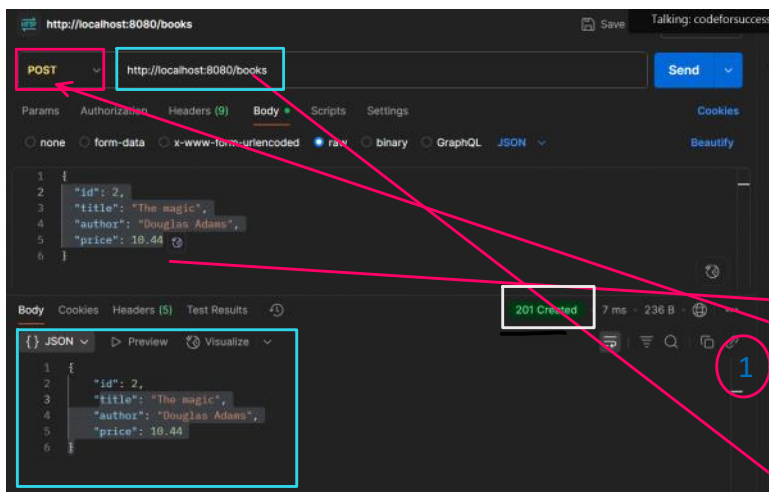 http://localhost:8080/books
Save
Talking: codeforsuccess
POST
http://localhost:8080/books
Send
Params Authorization Headers (9) Body Scripts Settings
Cookies
none form-data x-www-form-urlencoded raw binary GraphQL JSON
Beautify
1 {
2 "id": 2,
3 "title": "The magic",
4 "author": "Douglas Adams",
5 "price": 10.44
6 }
Body Cookies Headers (5) Test Results
201 Created 7 ms 236 B
{} JSON Preview Visualize
1
1 {
2 "id": 2,
3 "title": "The magic",
4 "author": "Douglas Adams",
5 "price": 10.44
6 }